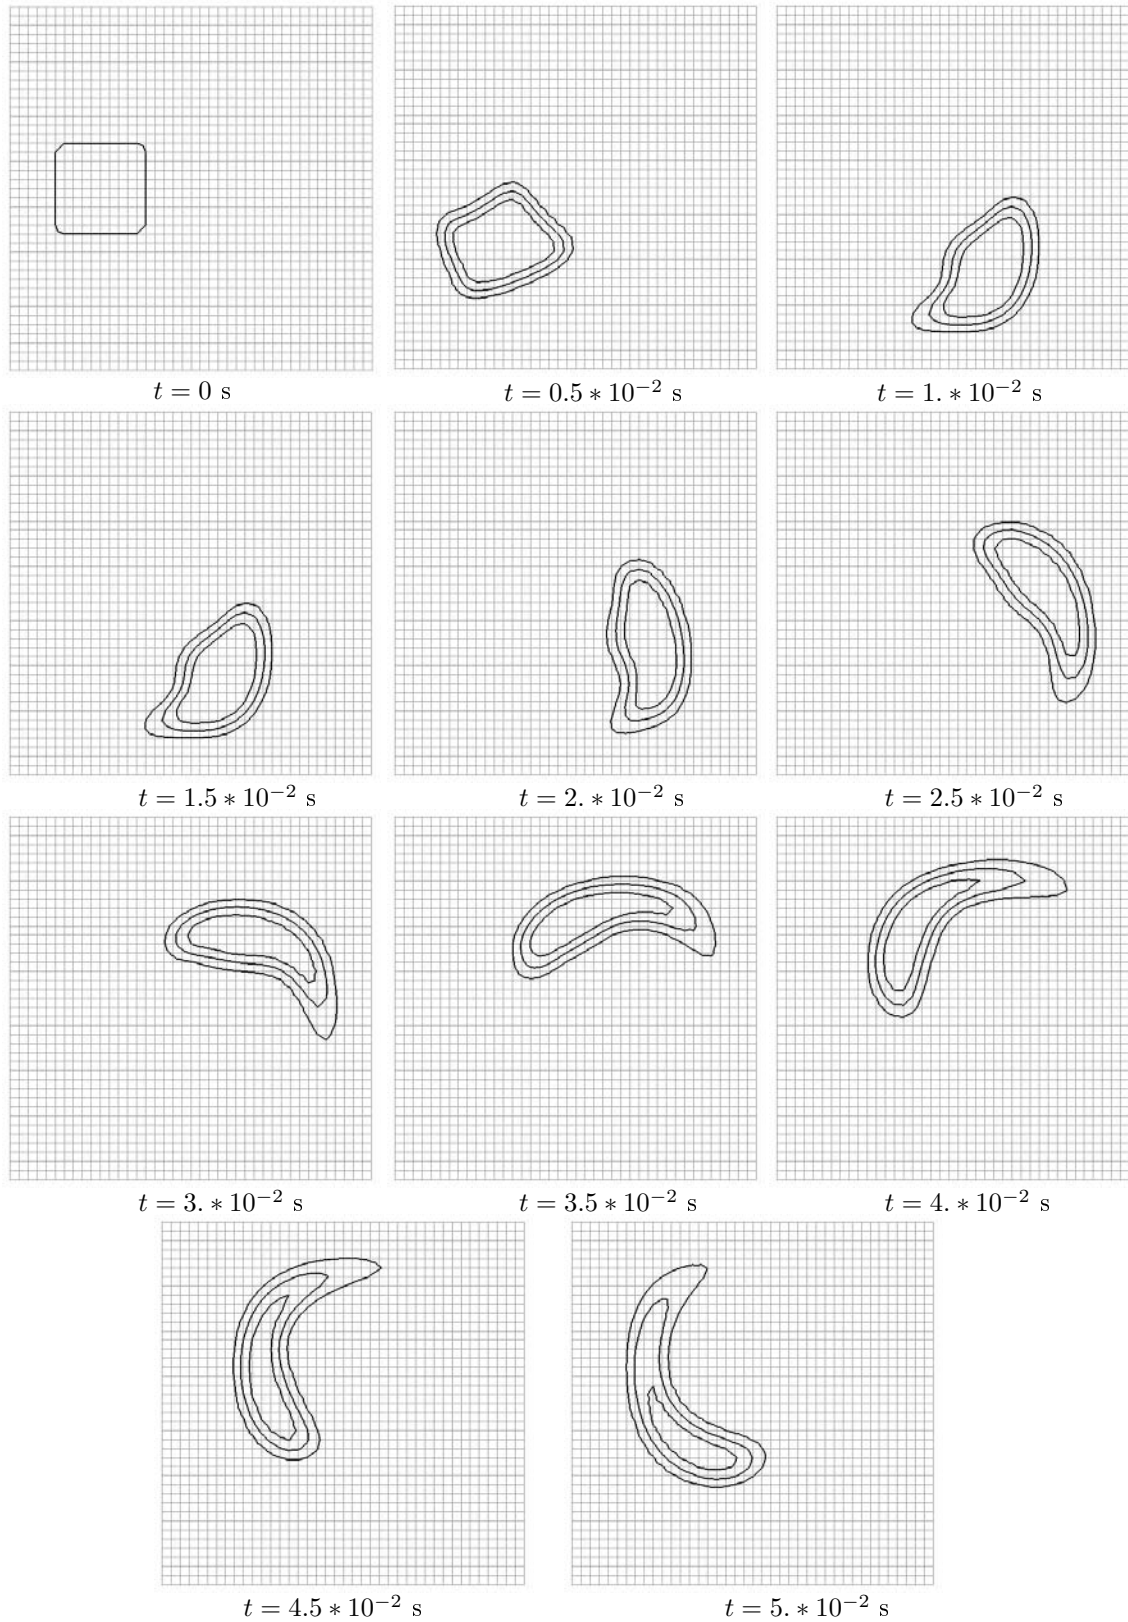 t = 0 s
t = 0.5 ∗ 10⁻² s
t = 1. ∗ 10⁻² s
t = 1.5 ∗ 10⁻² s
t = 2. ∗ 10⁻² s
t = 2.5 ∗ 10⁻² s
t = 3. ∗ 10⁻² s
t = 3.5 ∗ 10⁻² s
t = 4. ∗ 10⁻² s
t = 4.5 ∗ 10⁻² s
t = 5. ∗ 10⁻² s